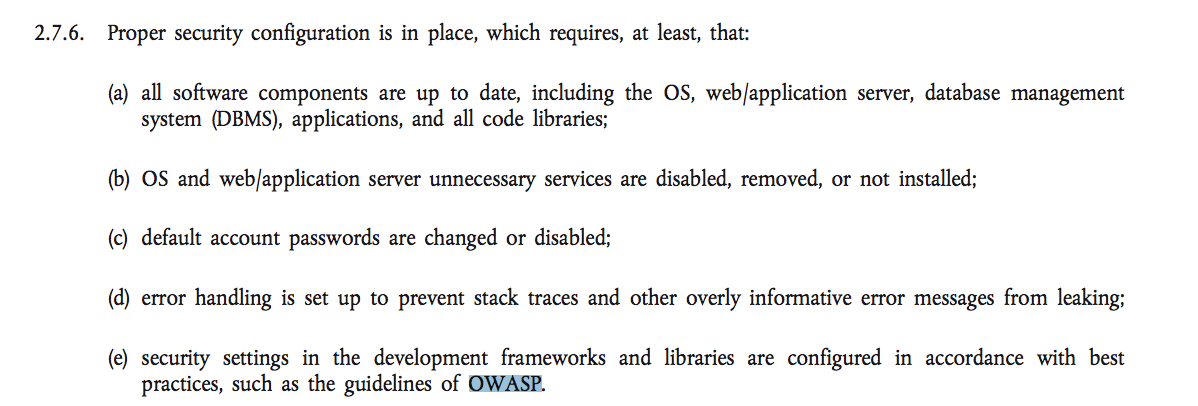 2.7.6. Proper security configuration is in place, which requires, at least, that:
(a) all software components are up to date, including the OS, web/application server, database management
system (DBMS), applications, and all code libraries;
(b) OS and web/application server unnecessary services are disabled, removed, or not installed;
(c) default account passwords are changed or disabled;
(d) error handling is set up to prevent stack traces and other overly informative error messages from leaking;
(e) security settings in the development frameworks and libraries are configured in accordance with best
practices, such as the guidelines of OWASP.